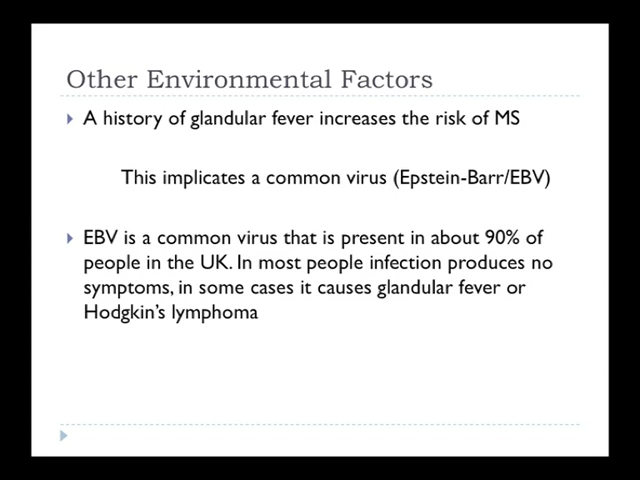 Other Environmental Factors
A history of glandular fever increases the risk of MS
This implicates a common virus (Epstein-Barr/EBV)
EBV is a common virus that is present in about 90% of
people in the UK. In most people infection produces no
symptoms, in some cases it causes glandular fever or
Hodgkin's lymphoma